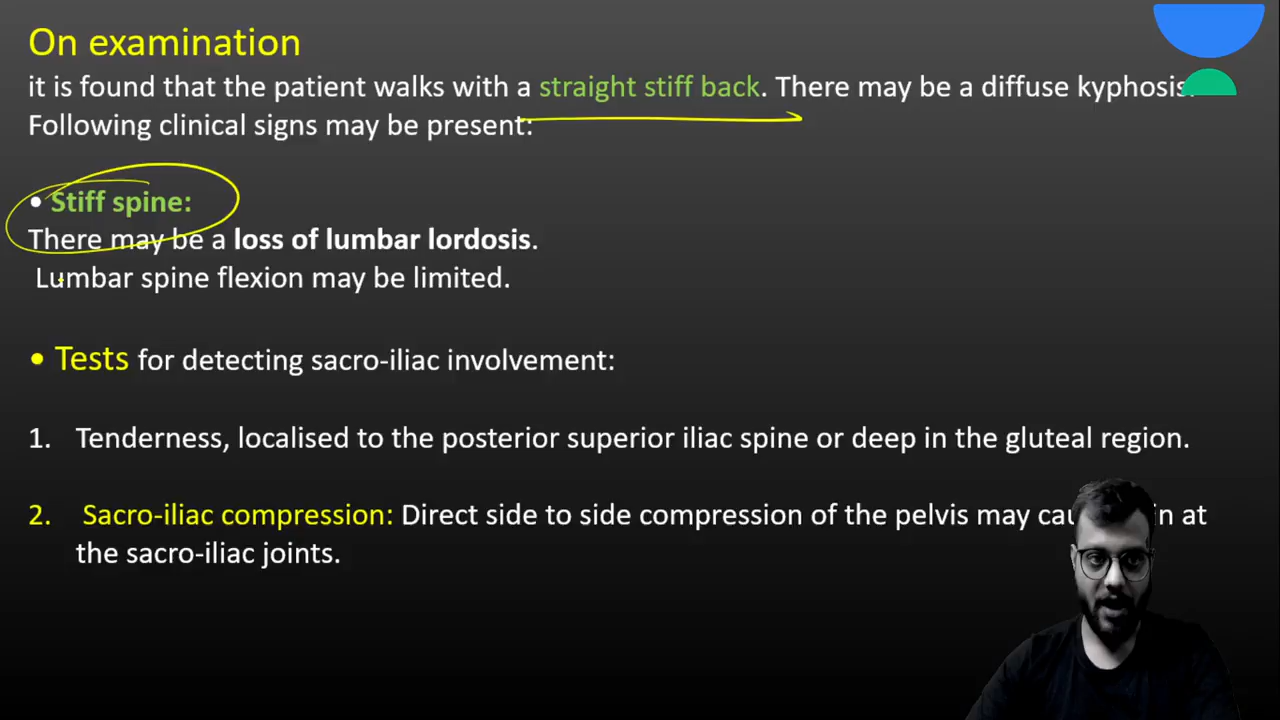 On examination
it is found that the patient walks with a straight stiff back. There may be a diffuse kyphosis.
Following clinical signs may be present:
• Stiff spine:
There may be a loss of lumbar lordosis.
Lumbar spine flexion may be limited.
• Tests for detecting sacro-iliac involvement:
1. Tenderness, localised to the posterior superior iliac spine or deep in the gluteal region.
2. Sacro-iliac compression: Direct side to side compression of the pelvis may at
the sacro-iliac joints.